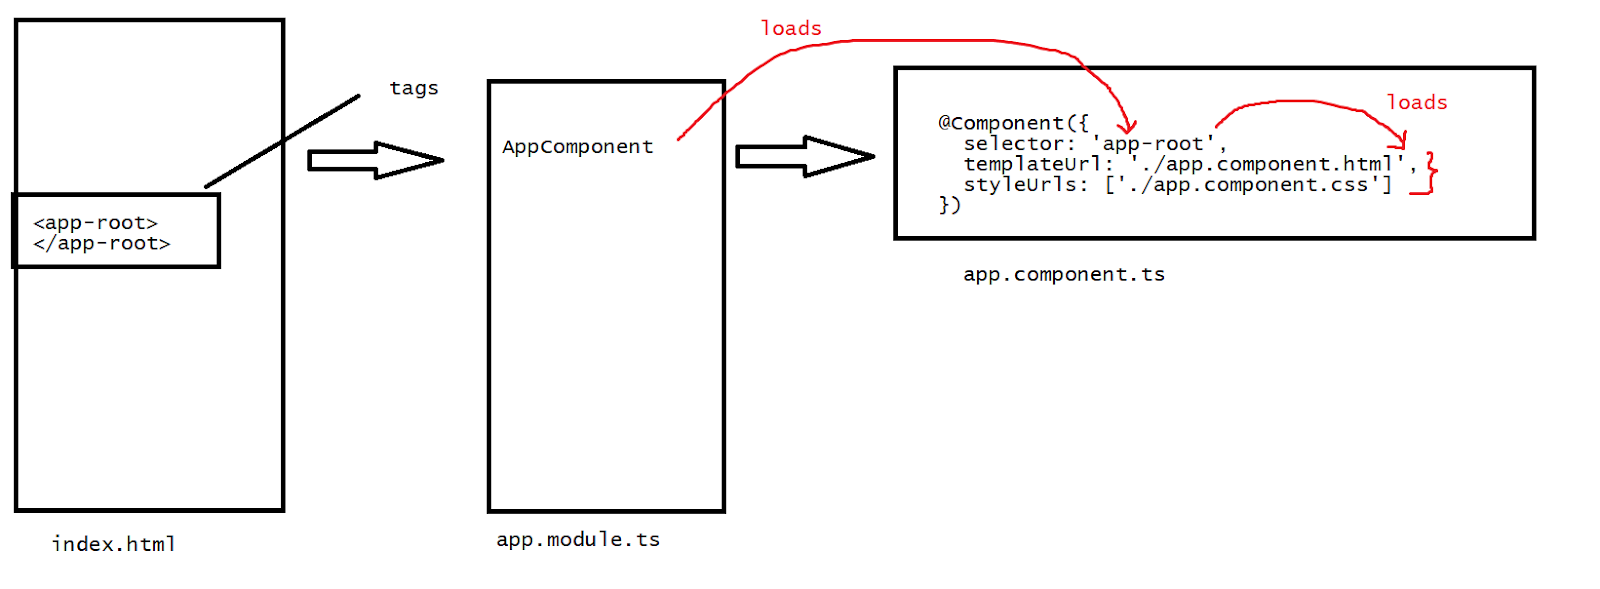 loads
tags
<app-root>
</app-root>
index.html
AppComponent
app.module.ts
loads
@Component({
selector: 'app-root',
templateUrl: './app.component.html',
styleUrls: ['./app.component.css']
})
app.component.ts